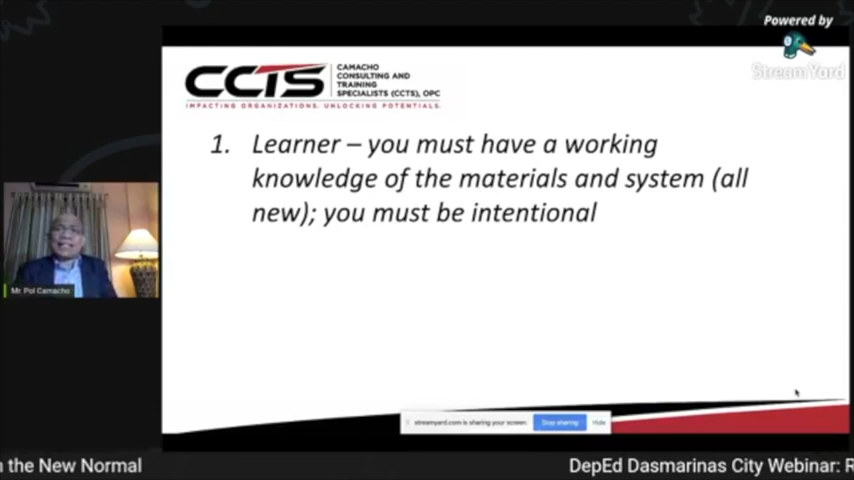 Powered by
StreamYard
CCTS
CAMACHO
CONSULTING AND
TRAINING
SPECIALISTS (CCTS), OPC
IMPACTING ORGANIZATIONS. UNLOCKING POTENTIALS.
1. Learner – you must have a working
knowledge of the materials and system (all
new); you must be intentional
Mr. Pol Camacho
streamyard.com is sharing your screen.
Stop sharing
Hide
the New Normal
DepEd Dasmarinas City Webinar: R